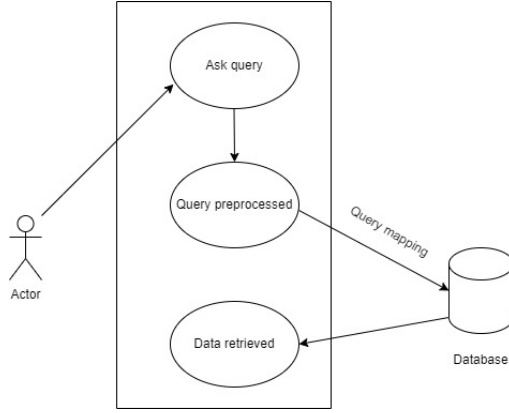 Ask query
Query preprocessed
Query mapping
Actor
Data retrieved
Database